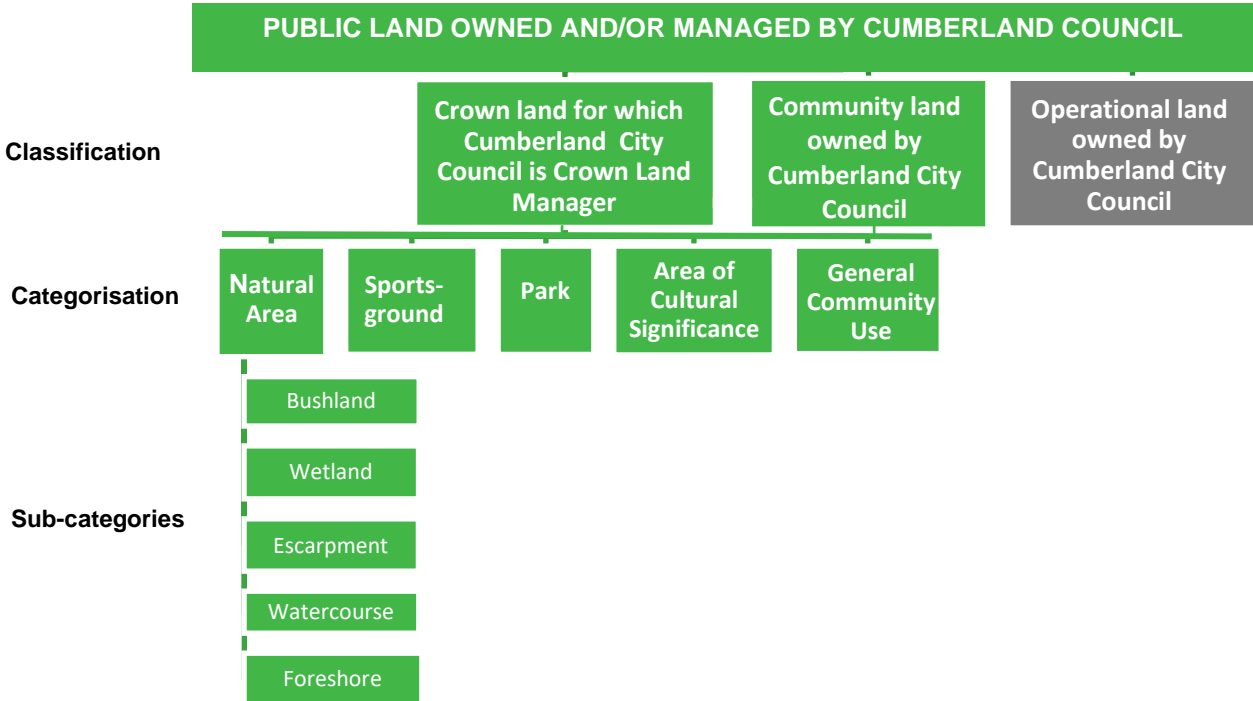 PUBLIC LAND OWNED AND/OR MANAGED BY CUMBERLAND COUNCIL
Classification
Crown land for which
Cumberland City
Council is Crown Land
Manager
Community land
owned by
Cumberland City
Council
Operational land
owned by
Cumberland City
Council
Categorisation
Natural
Area
Sports-
ground
Park
Area of
Cultural
Significance
General
Community
Use
Sub-categories
Bushland
Wetland
Escarpment
Watercourse
Foreshore